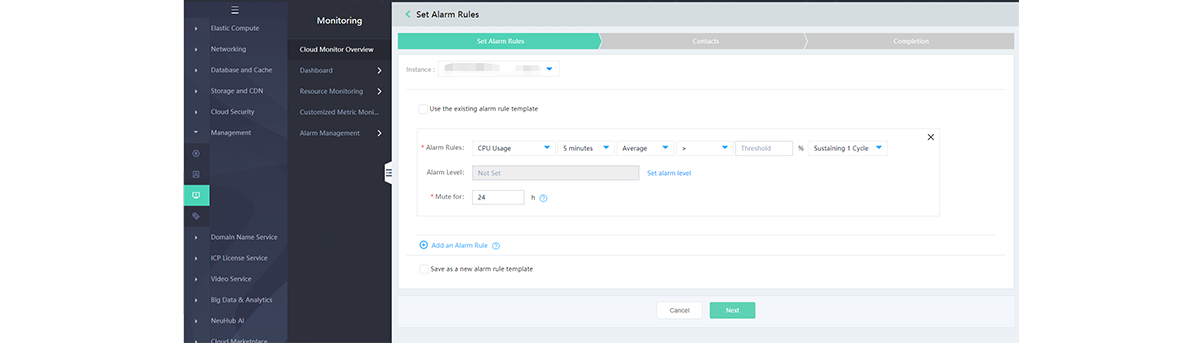 Elastic Compute
Networking
Database and Cache
Storage and CDN
Cloud Security
Management
Domain Name Service
ICP License Service
Video Service
Big Data & Analytics
NeuHub AI
Cloud Marketplace
Monitoring
Cloud Monitor Overview
Dashboard
Resource Monitoring
Customized Metric Moni...
Alarm Management
Set Alarm Rules
Set Alarm Rules Contacts Completion
Instance :
Use the existing alarm rule template
* Alarm Rules: CPU Usage 5 minutes Average > Threshold % Sustaining 1 Cycle
Alarm Level: Not Set Set alarm level
* Mute for: 24 h
Add an Alarm Rule
Save as a new alarm rule template
Cancel Next